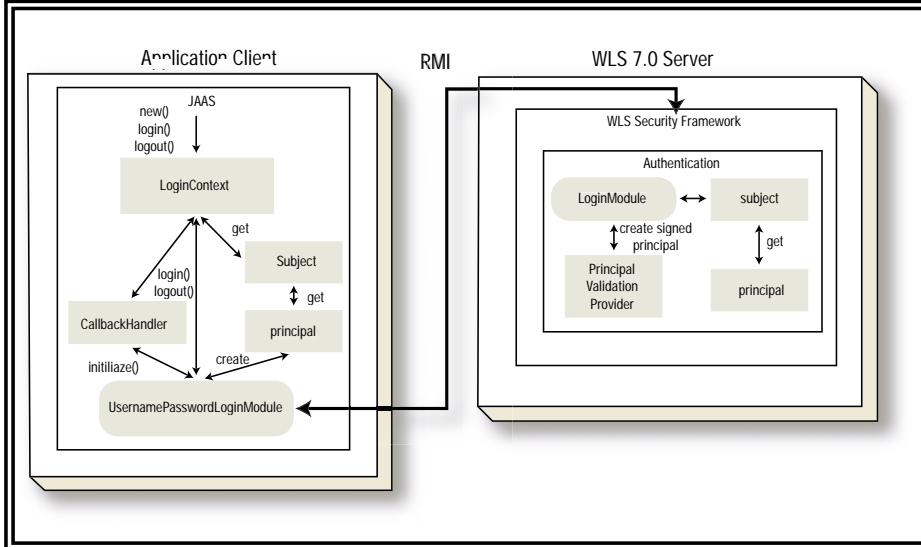 Application Client
RMI
WLS 7.0 Server
JAAS
new()
login()
logout()
LoginContext
get
Subject
get
login()
logout()
CallbackHandler
principal
initiliaze()
create
UsernamePasswordLoginModule
WLS Security Framework
Authentication
LoginModule
subject
create signed
principal
get
Principal
Validation
Provider
principal